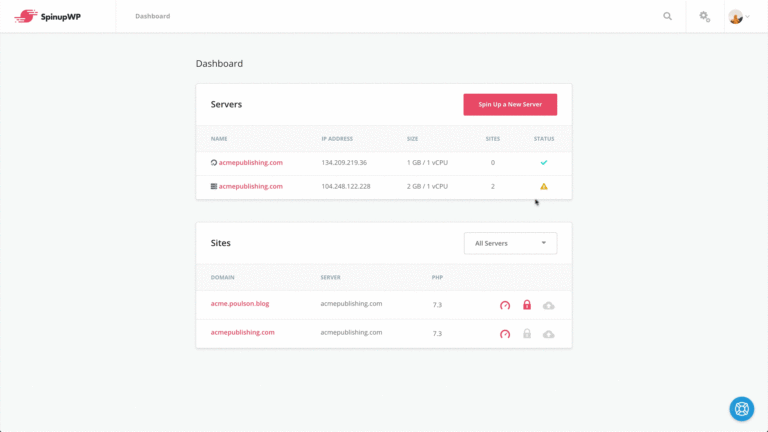 SpinupWP
Dashboard
Dashboard
Servers
Spin Up a New Server
NAME IP ADDRESS SIZE SITES STATUS
acmepublishing.com 134.209.219.36 1 GB / 1 vCPU 0
acmepublishing.com 104.248.122.228 2 GB / 1 vCPU 2
Sites
All Servers
DOMAIN SERVER PHP
acme.poulson.blog acmepublishing.com 7.3
acmepublishing.com acmepublishing.com 7.3